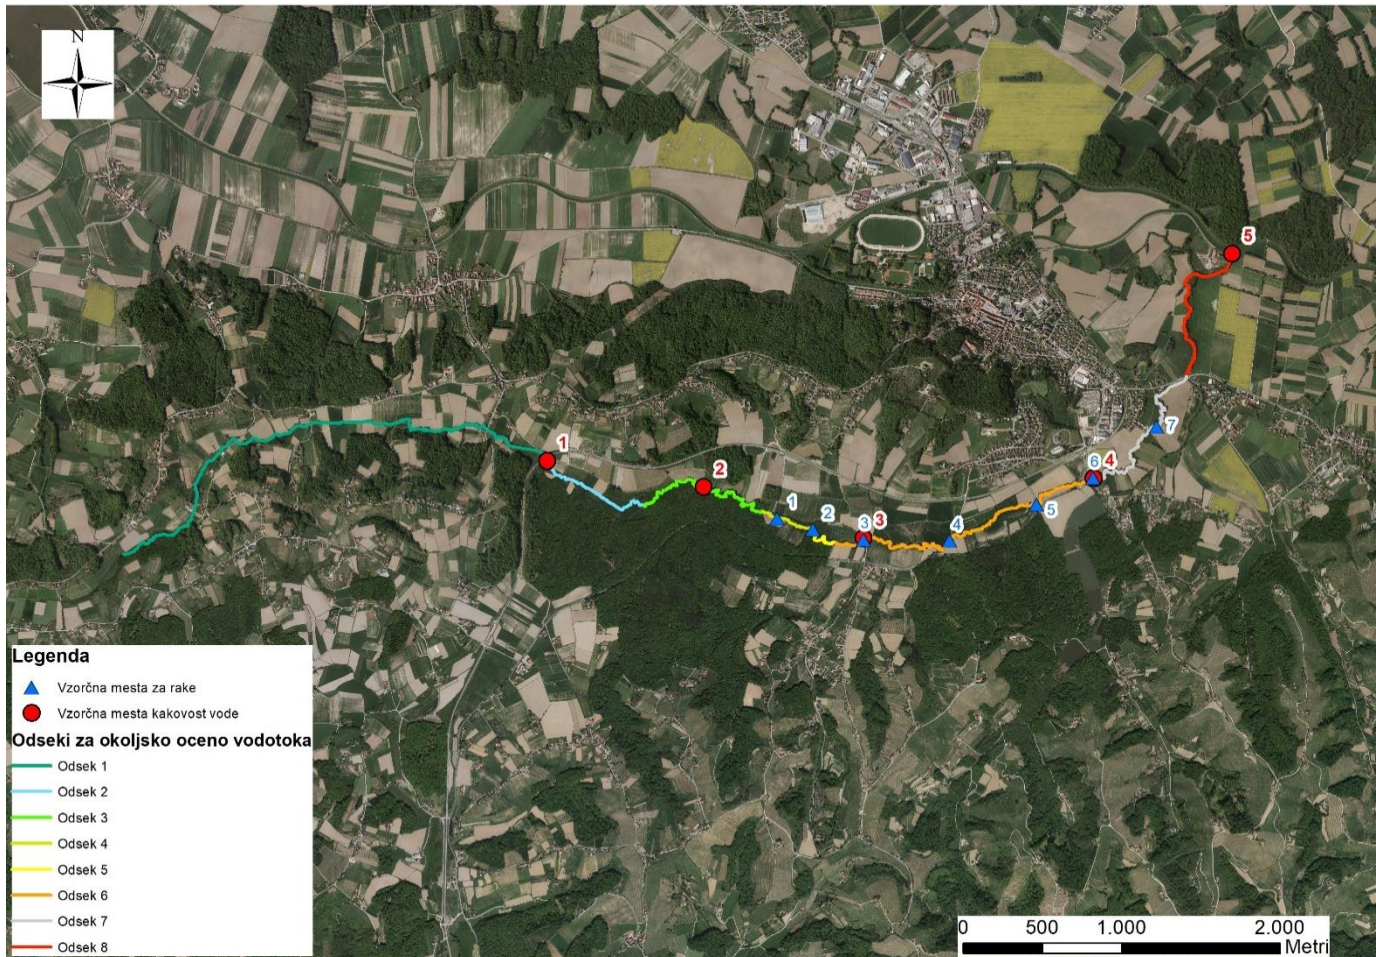 N
5
1
2
7
6 4
1
2
3 3
4
5
Legenda
Vzorčna mesta za rake
Vzorčna mesta kakovost vode
Odseki za okoljsko oceno vodotoka
Odsek 1
Odsek 2
Odsek 3
Odsek 4
Odsek 5
Odsek 6
Odsek 7
Odsek 8
0 500 1.000 2.000
Metri